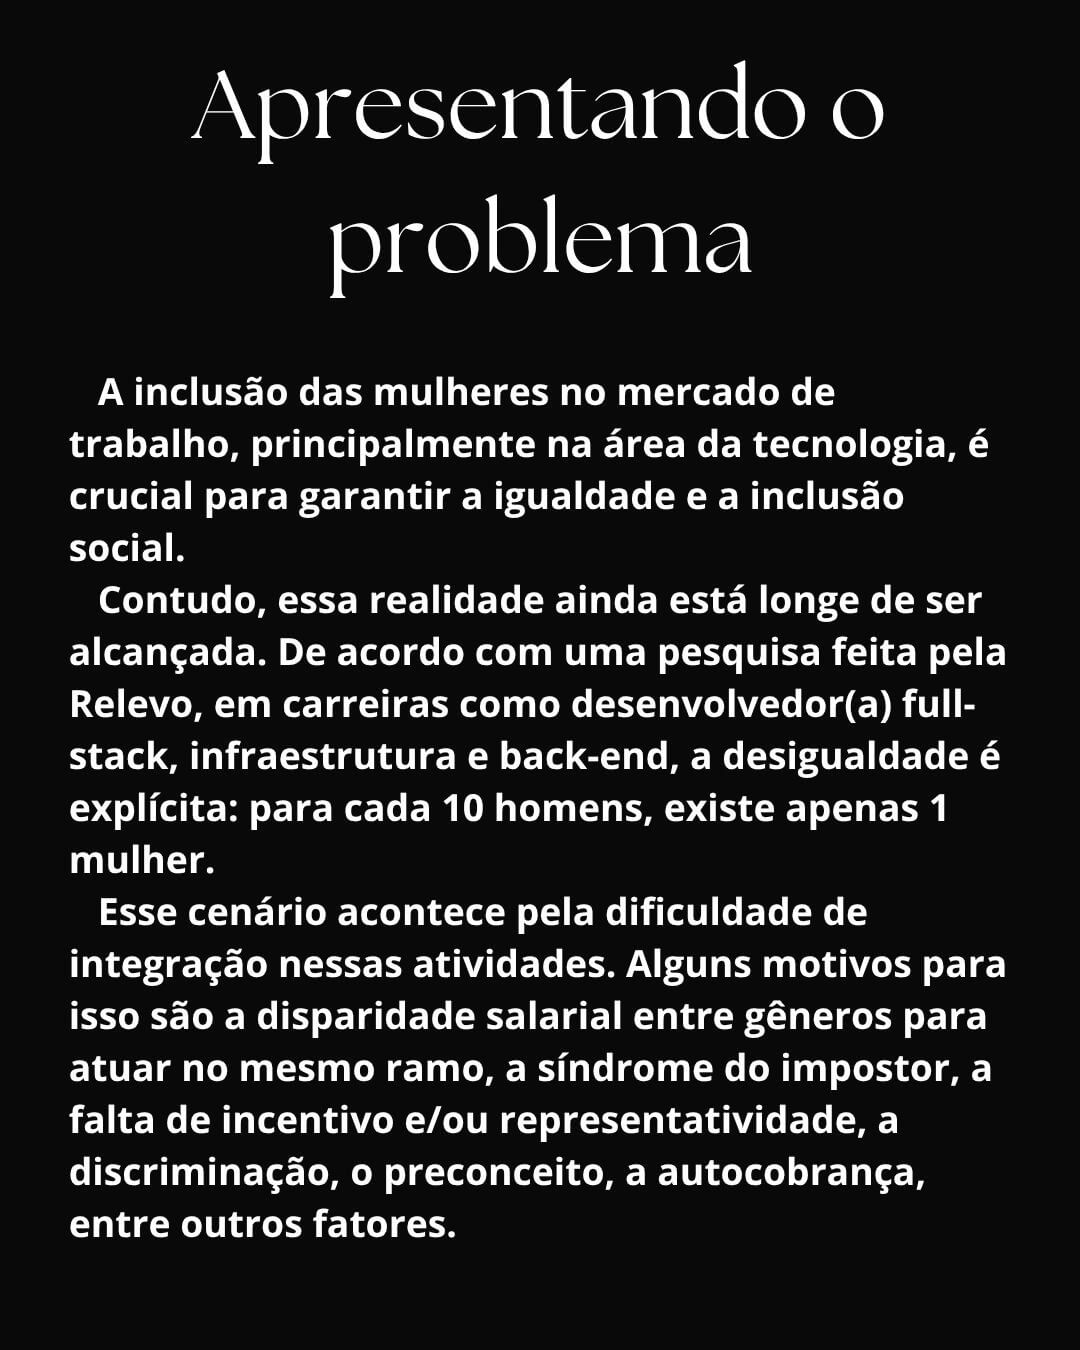 Apresentando o
problema
A inclusão das mulheres no mercado de
trabalho, principalmente na área da tecnologia, é
crucial para garantir a igualdade e a inclusão
social.
Contudo, essa realidade ainda está longe de ser
alcançada. De acordo com uma pesquisa feita pela
Relevo, em carreiras como desenvolvedor(a) full-
stack, infraestrutura e back-end, a desigualdade é
explícita: para cada 10 homens, existe apenas 1
mulher.
Esse cenário acontece pela dificuldade de
integração nessas atividades. Alguns motivos para
isso são a disparidade salarial entre gêneros para
atuar no mesmo ramo, a síndrome do impostor, a
falta de incentivo e/ou representatividade, a
discriminação, o preconceito, a autocobrança,
entre outros fatores.